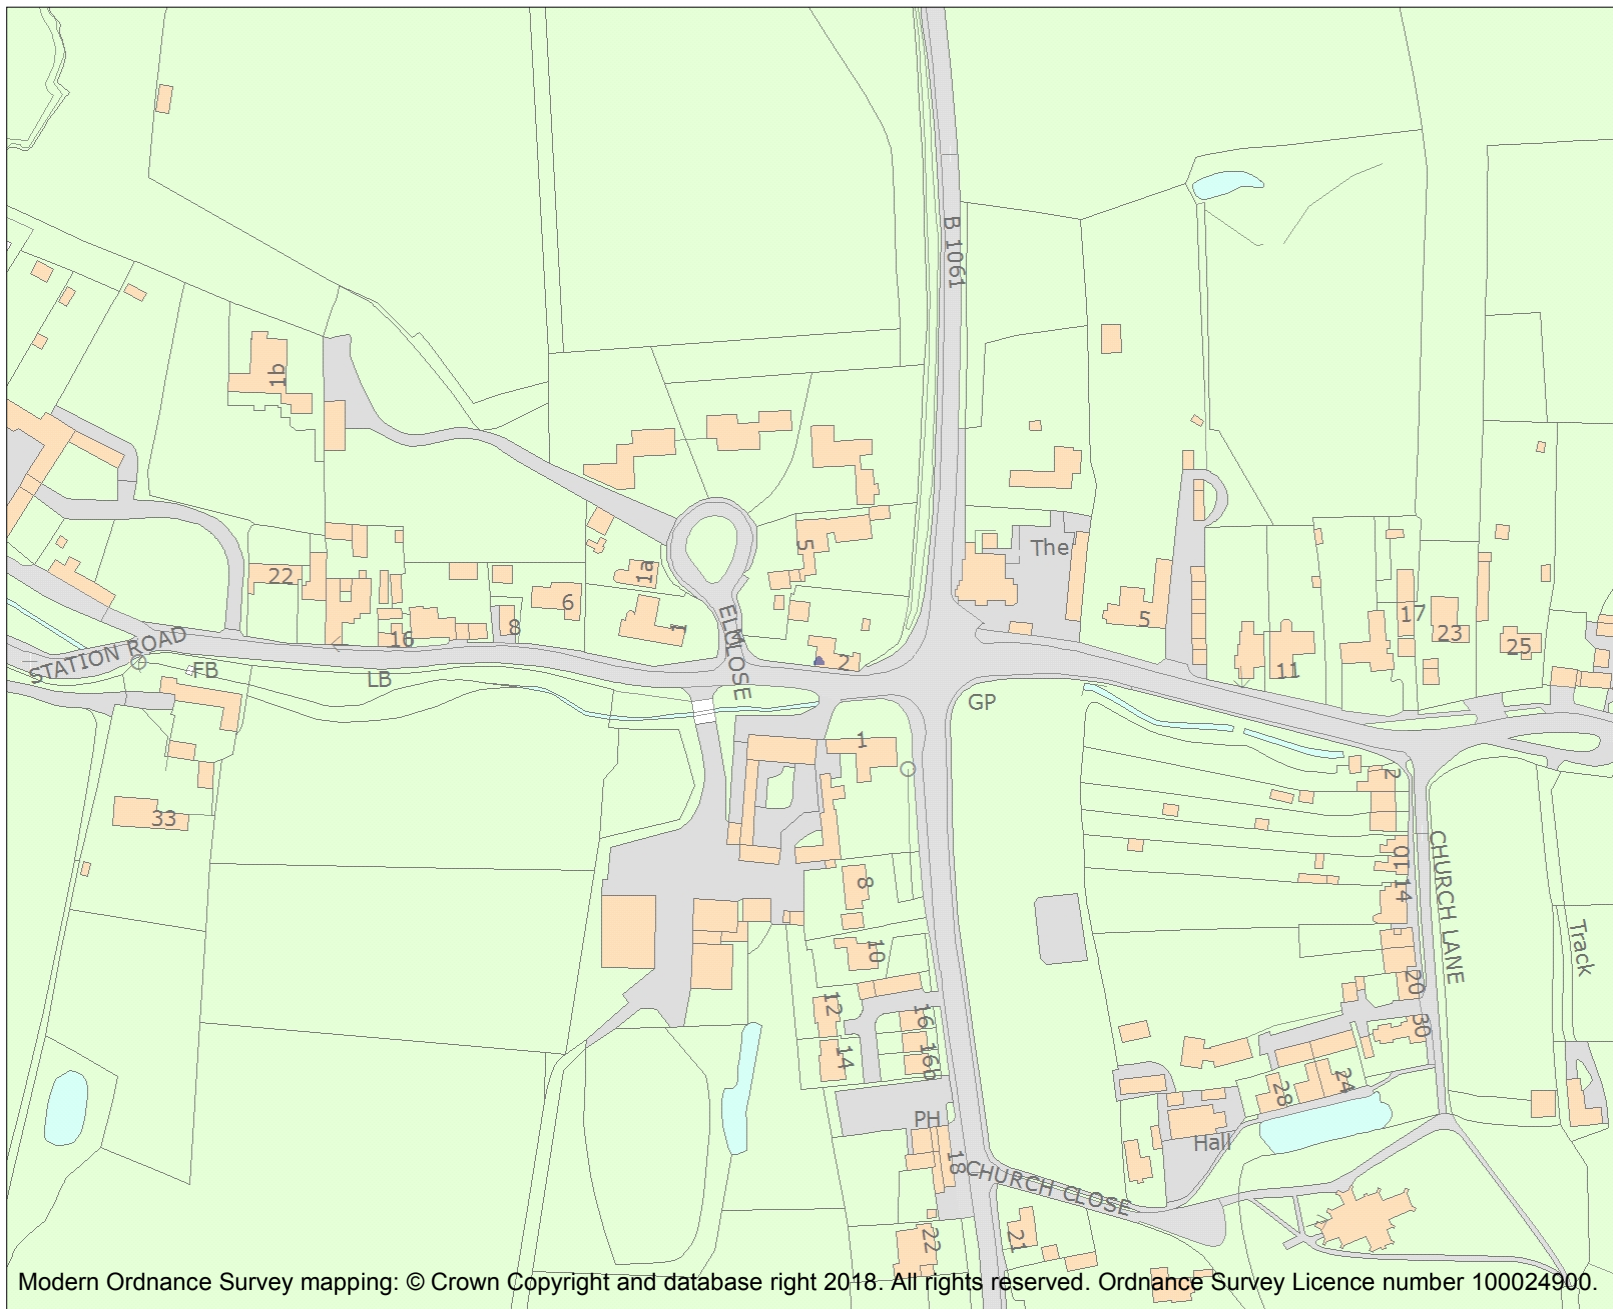 B 1061
1b
The
5
22
1a
6
5
17
16
8
1
23
25
STATION ROAD
2
11
FB
LB
ELM
CLOSE
GP
1
2
33
10
CHURCH LANE
8
14
10
Track
20
12
16
30
14
16b
24
28
PH
Hall
18
CHURCH CLOSE
22
21
Modern Ordnance Survey mapping: © Crown Copyright and database right 2018. All rights reserved. Ordnance Survey Licence number 100024900.